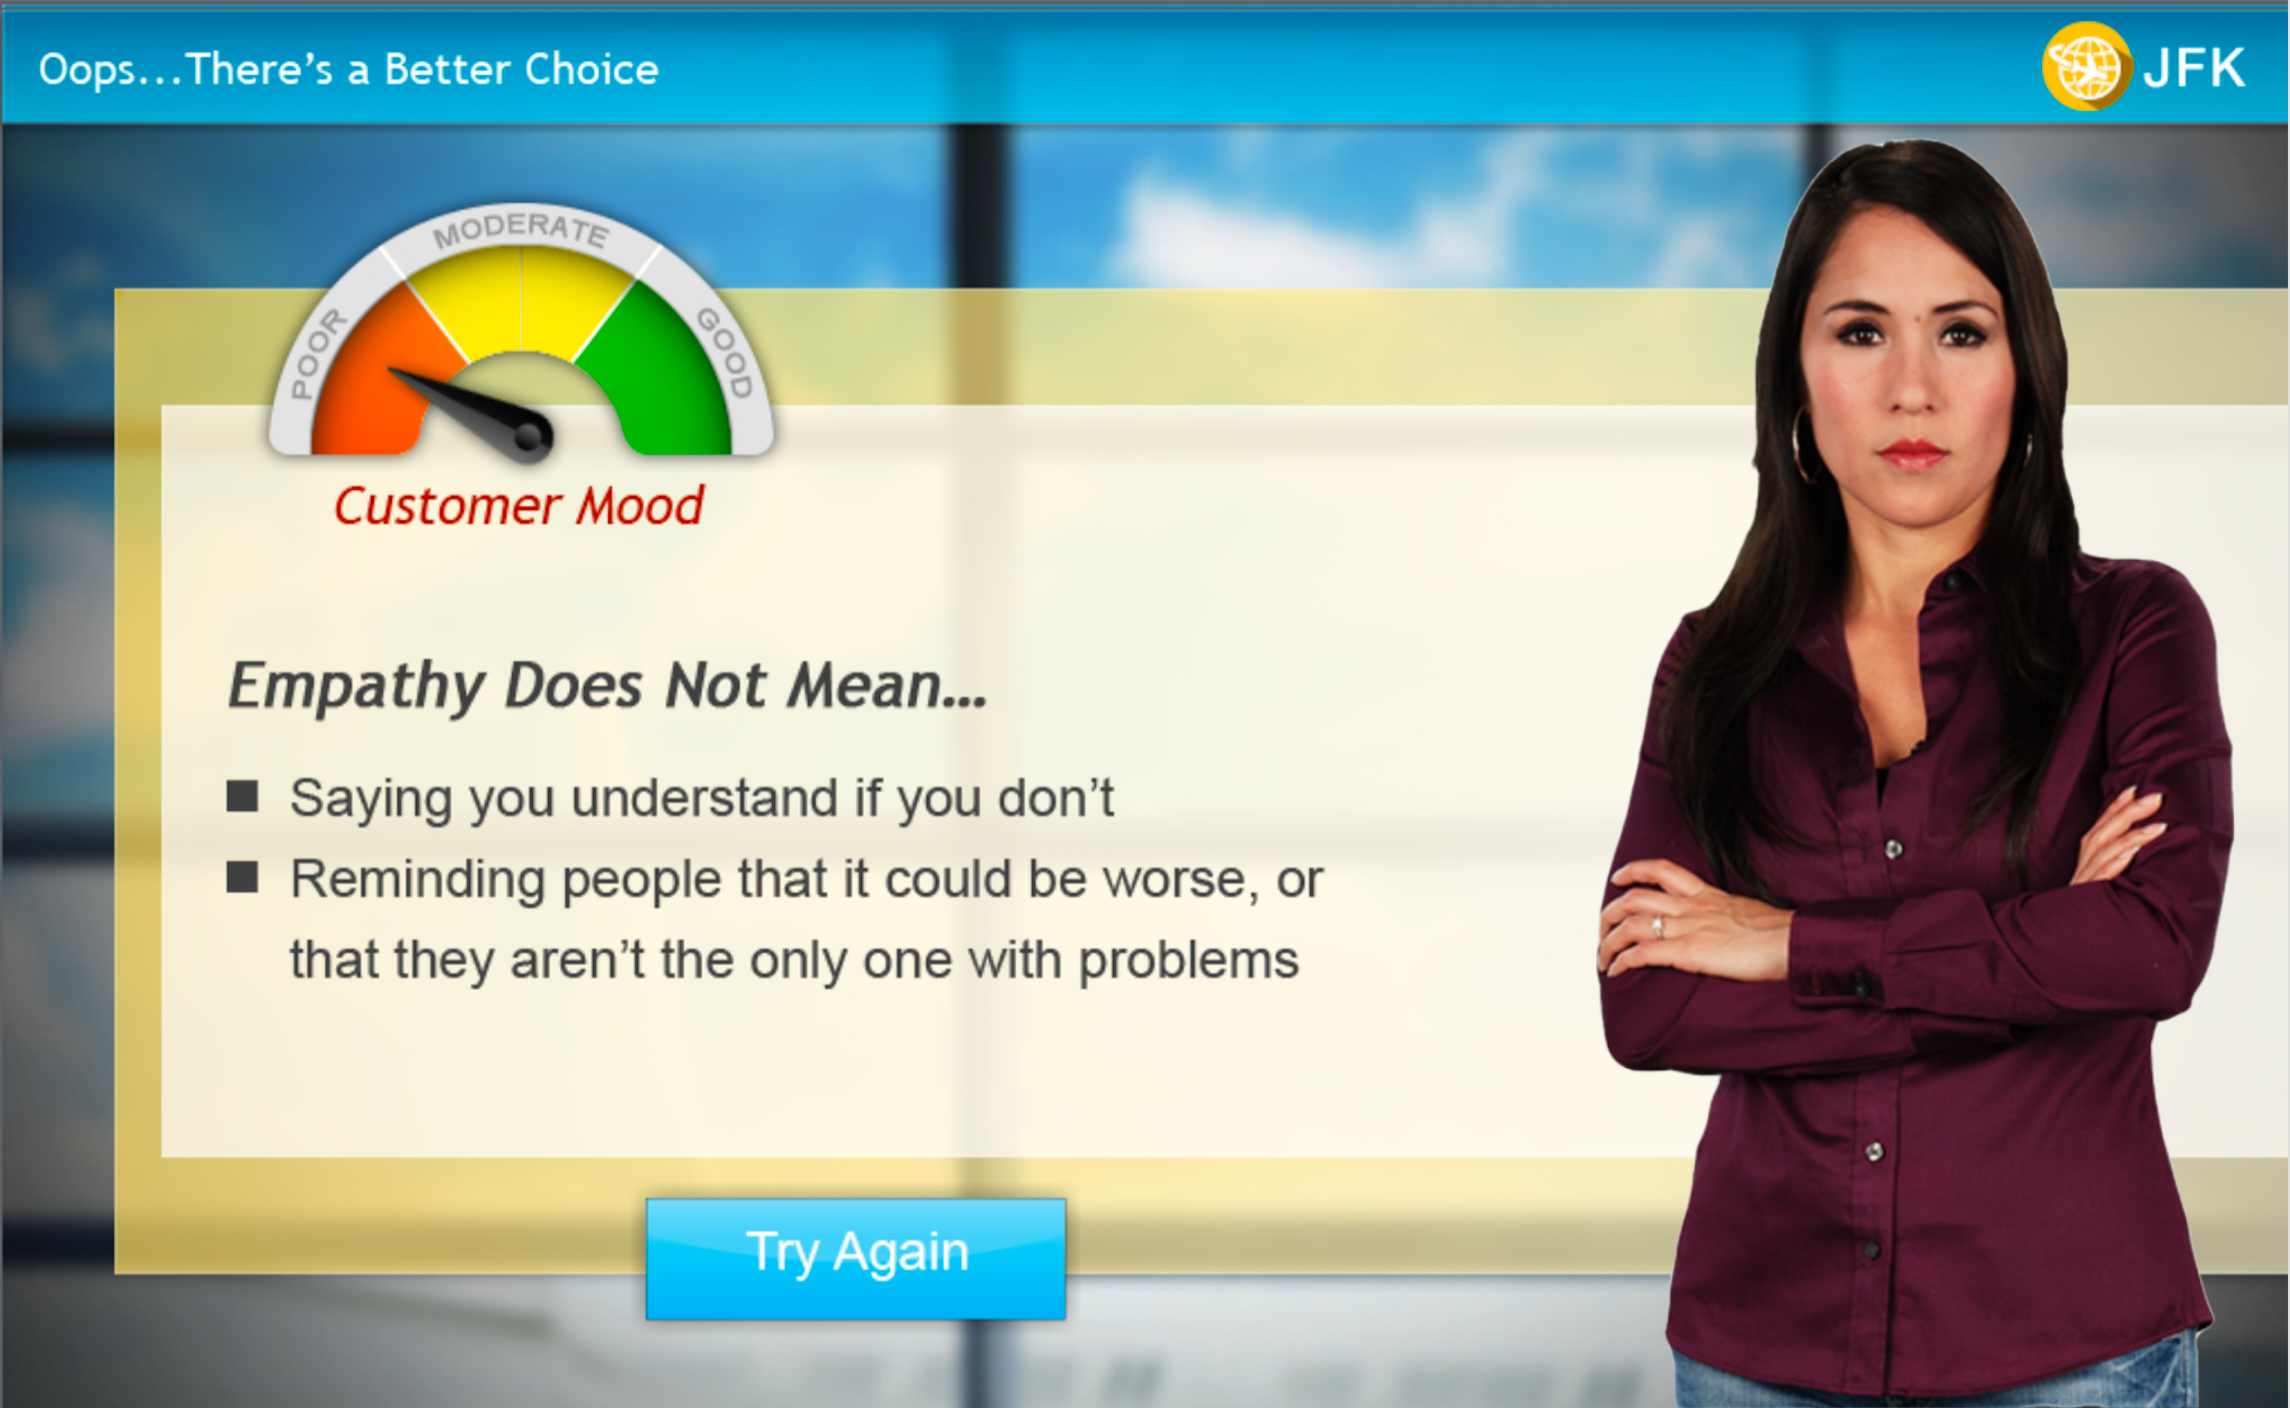 Oops...There's a Better Choice
JFK
POOR
MODERATE
GOOD
Customer Mood
Empathy Does Not Mean...
■ Saying you understand if you don't
■ Reminding people that it could be worse, or
that they aren't the only one with problems
Try Again